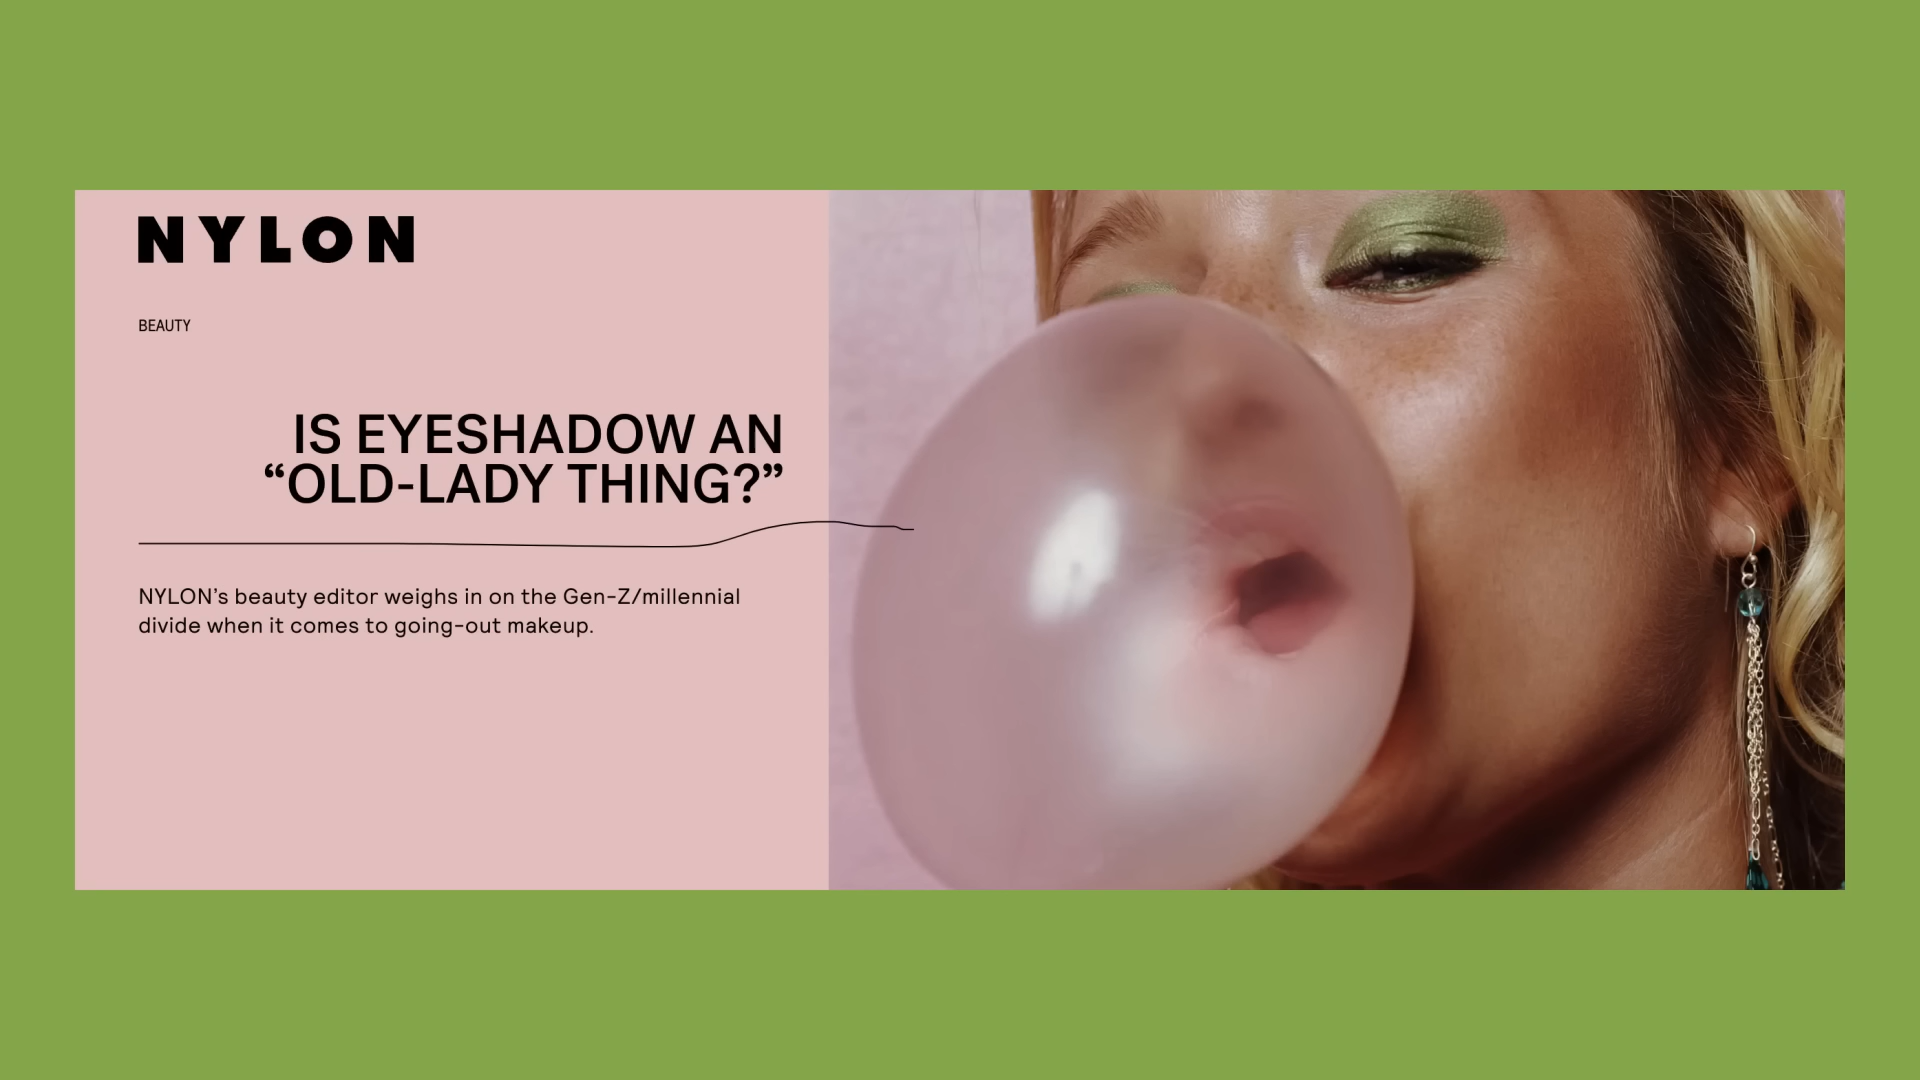 NYLON
BEAUTY
IS EYESHADOW AN
“OLD-LADY THING?”
NYLON’s beauty editor weighs in on the Gen-Z/millennial
divide when it comes to going-out makeup.